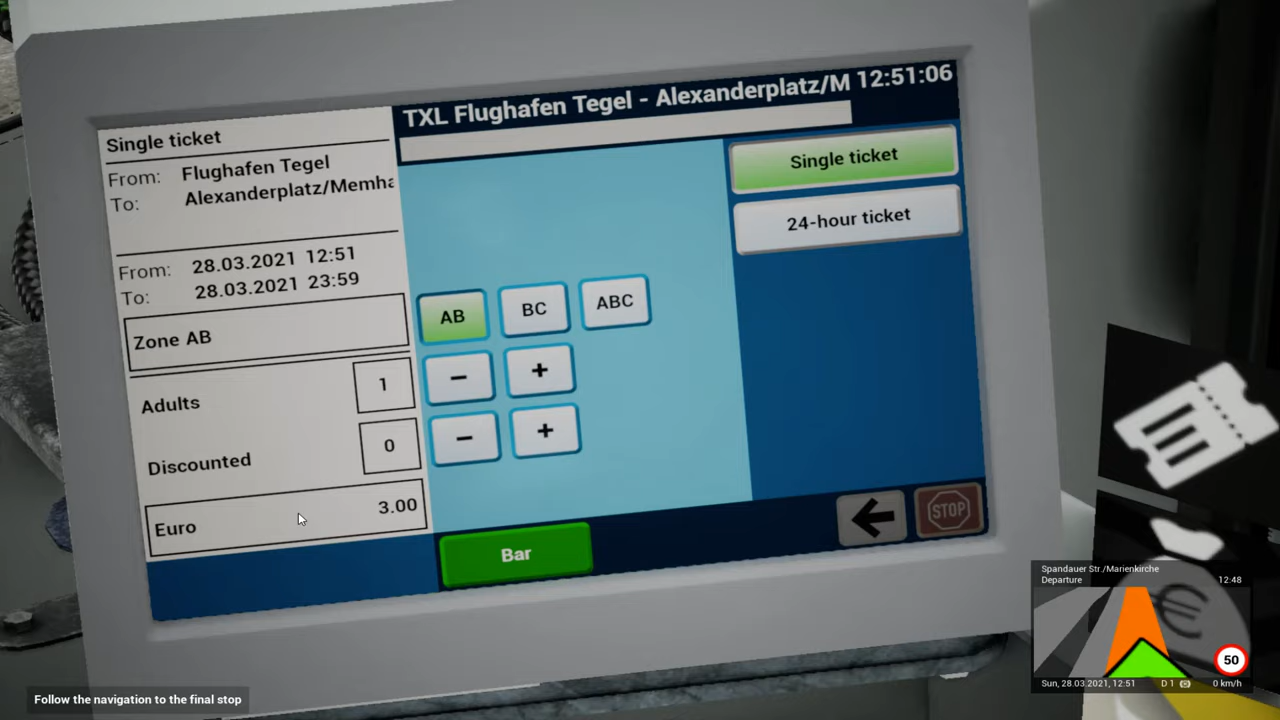 TXL Flughafen Tegel - Alexanderplatz/M 12:51:06
Single ticket
From: Flughafen Tegel
To: Alexanderplatz/Memha
From: 28.03.2021 12:51
To: 28.03.2021 23:59
Zone AB
Adults 1
Discounted 0
Euro 3.00
AB BC ABC
− +
− +
Single ticket
24-hour ticket
Bar
STOP
Spandauer Str./Marienkirche
Departure 12:48
€
50
Sun, 28.03.2021, 12:51 D 1 0 km/h
Follow the navigation to the final stop